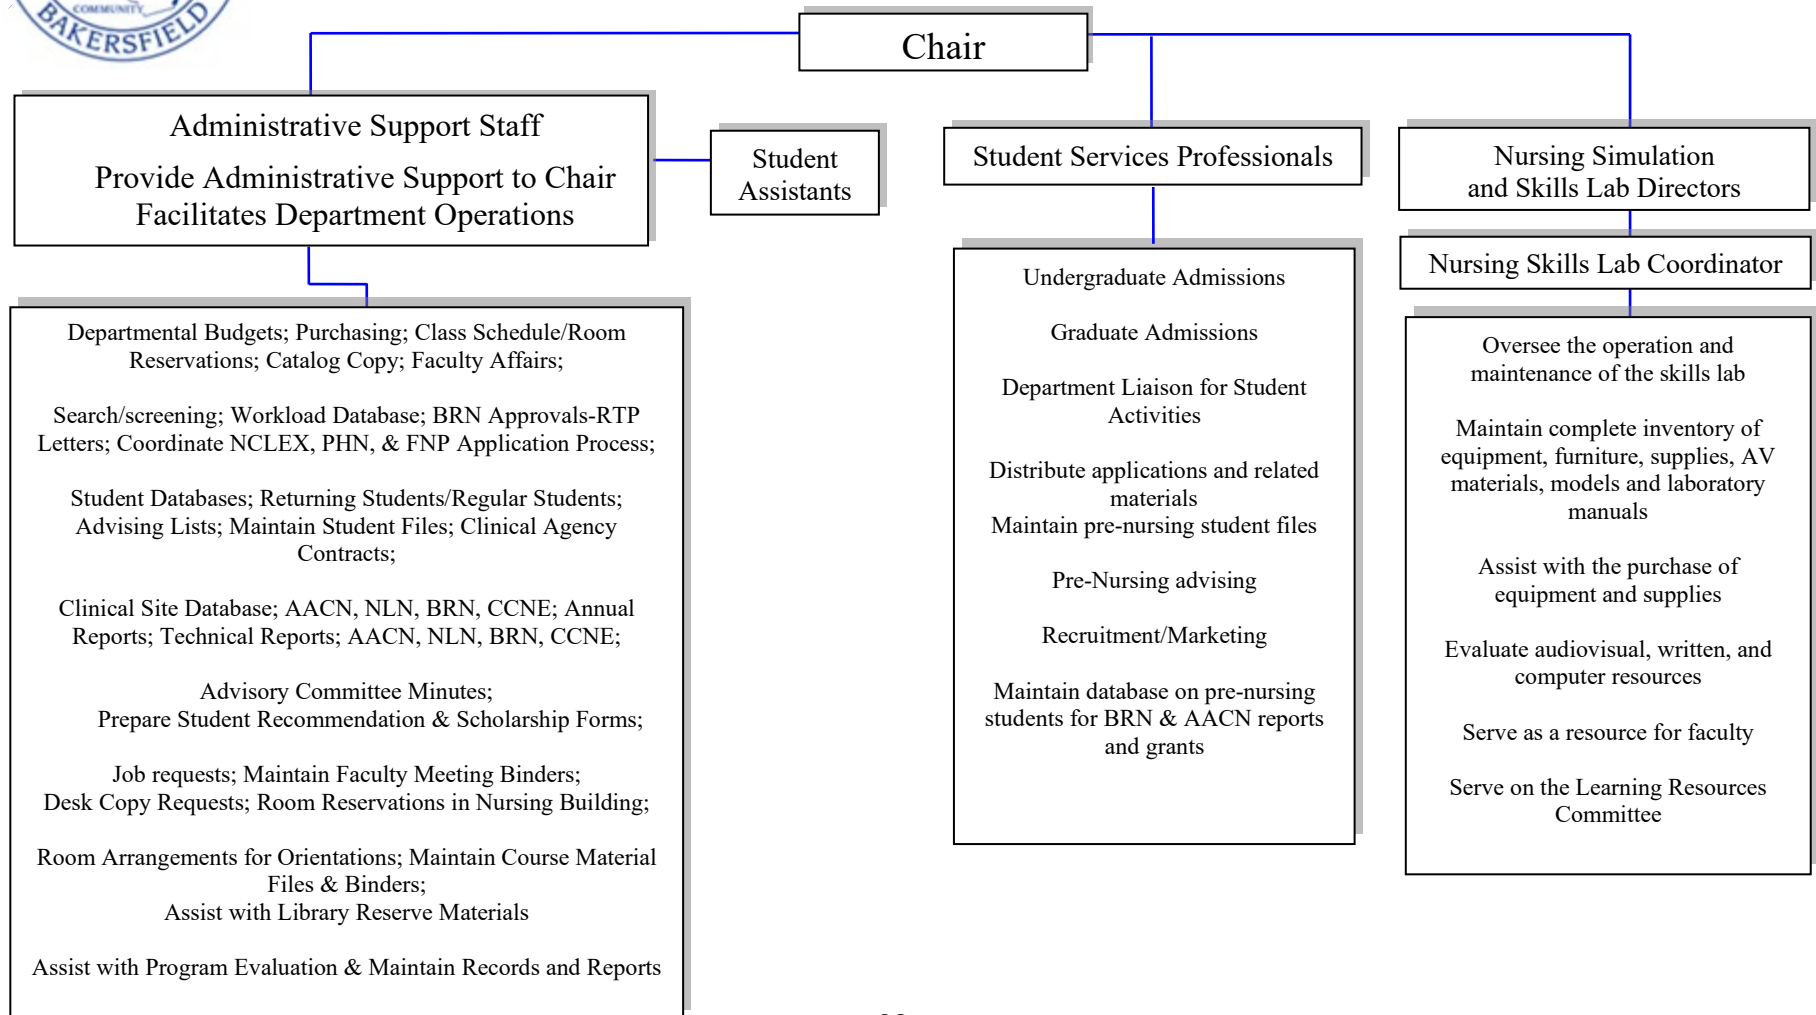 COMMUNITY
BAKERSFIELD
Chair
Administrative Support Staff
Provide Administrative Support to Chair
Facilitates Department Operations
Student
Assistants
Student Services Professionals
Nursing Simulation
and Skills Lab Directors
Nursing Skills Lab Coordinator
Departmental Budgets; Purchasing; Class Schedule/Room
Reservations; Catalog Copy; Faculty Affairs;
Search/screening; Workload Database; BRN Approvals-RTP
Letters; Coordinate NCLEX, PHN, & FNP Application Process;
Student Databases; Returning Students/Regular Students;
Advising Lists; Maintain Student Files; Clinical Agency
Contracts;
Clinical Site Database; AACN, NLN, BRN, CCNE; Annual
Reports; Technical Reports; AACN, NLN, BRN, CCNE;
Advisory Committee Minutes;
Prepare Student Recommendation & Scholarship Forms;
Job requests; Maintain Faculty Meeting Binders;
Desk Copy Requests; Room Reservations in Nursing Building;
Room Arrangements for Orientations; Maintain Course Material
Files & Binders;
Assist with Library Reserve Materials
Assist with Program Evaluation & Maintain Records and Reports
Undergraduate Admissions
Graduate Admissions
Department Liaison for Student
Activities
Distribute applications and related
materials
Maintain pre-nursing student files
Pre-Nursing advising
Recruitment/Marketing
Maintain database on pre-nursing
students for BRN & AACN reports
and grants
Oversee the operation and
maintenance of the skills lab
Maintain complete inventory of
equipment, furniture, supplies, AV
materials, models and laboratory
manuals
Assist with the purchase of
equipment and supplies
Evaluate audiovisual, written, and
computer resources
Serve as a resource for faculty
Serve on the Learning Resources
Committee